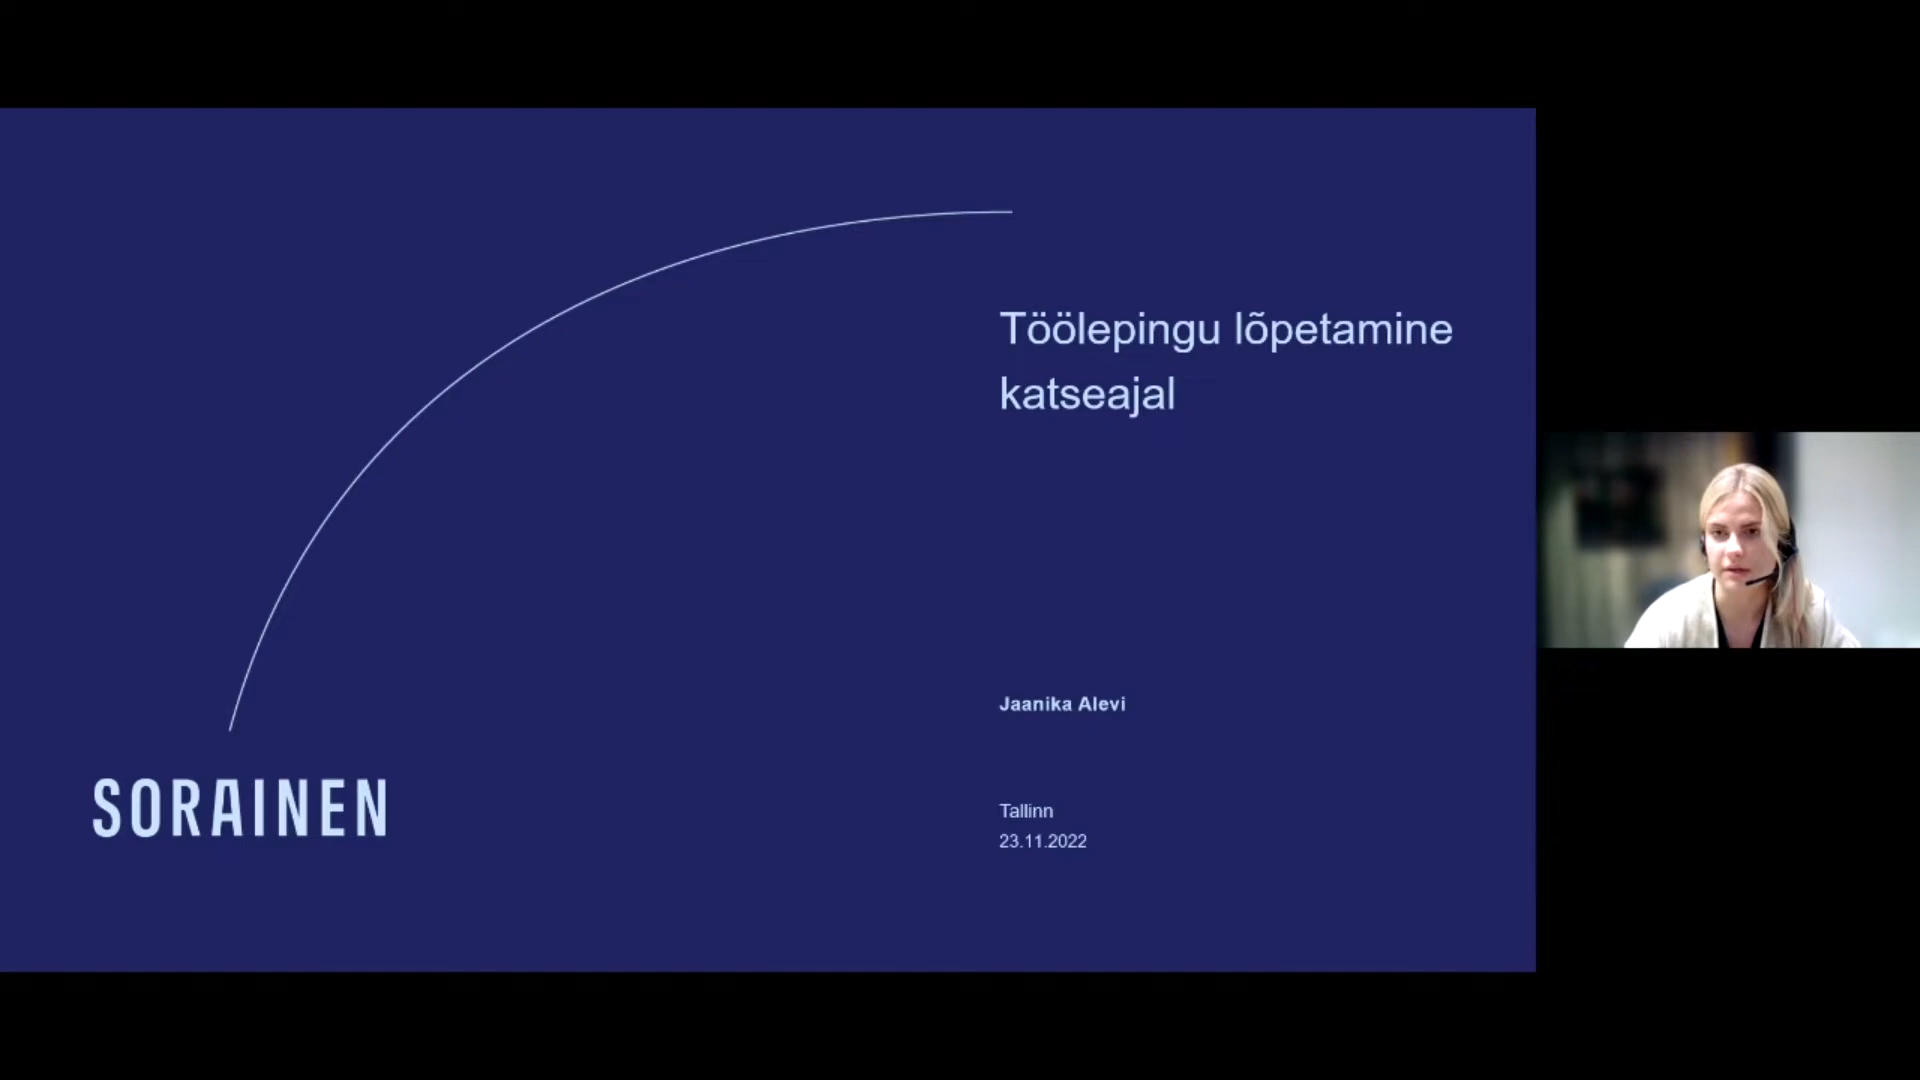 Töölepingu lõpetamine
katseajal
Jaanika Alevi
Tallinn
23.11.2022
SORAINEN